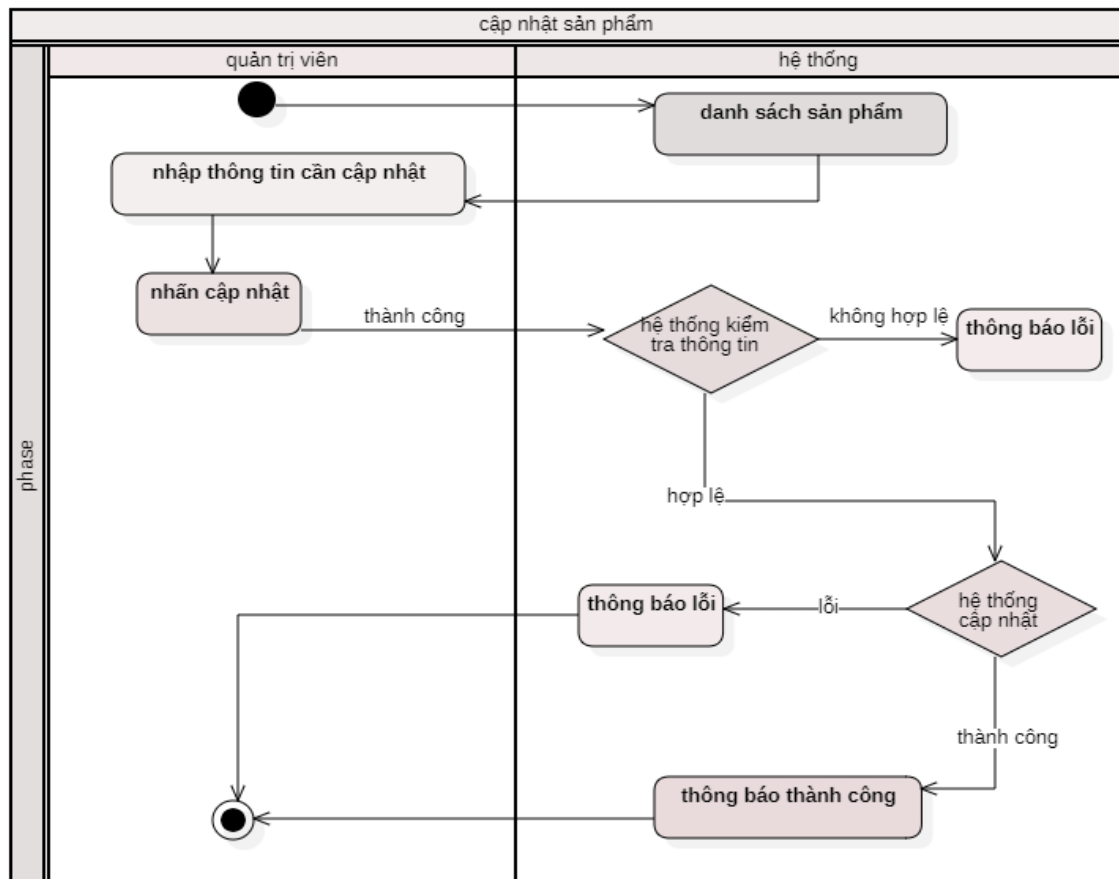 cập nhật sản phẩm
quản trị viên
hệ thống
phase
danh sách sản phẩm
nhập thông tin cần cập nhật
nhấn cập nhật
thành công
hệ thống kiểm
tra thông tin
không hợp lệ
thông báo lỗi
hợp lệ
hệ thống
cập nhật
lỗi
thông báo lỗi
thành công
thông báo thành công